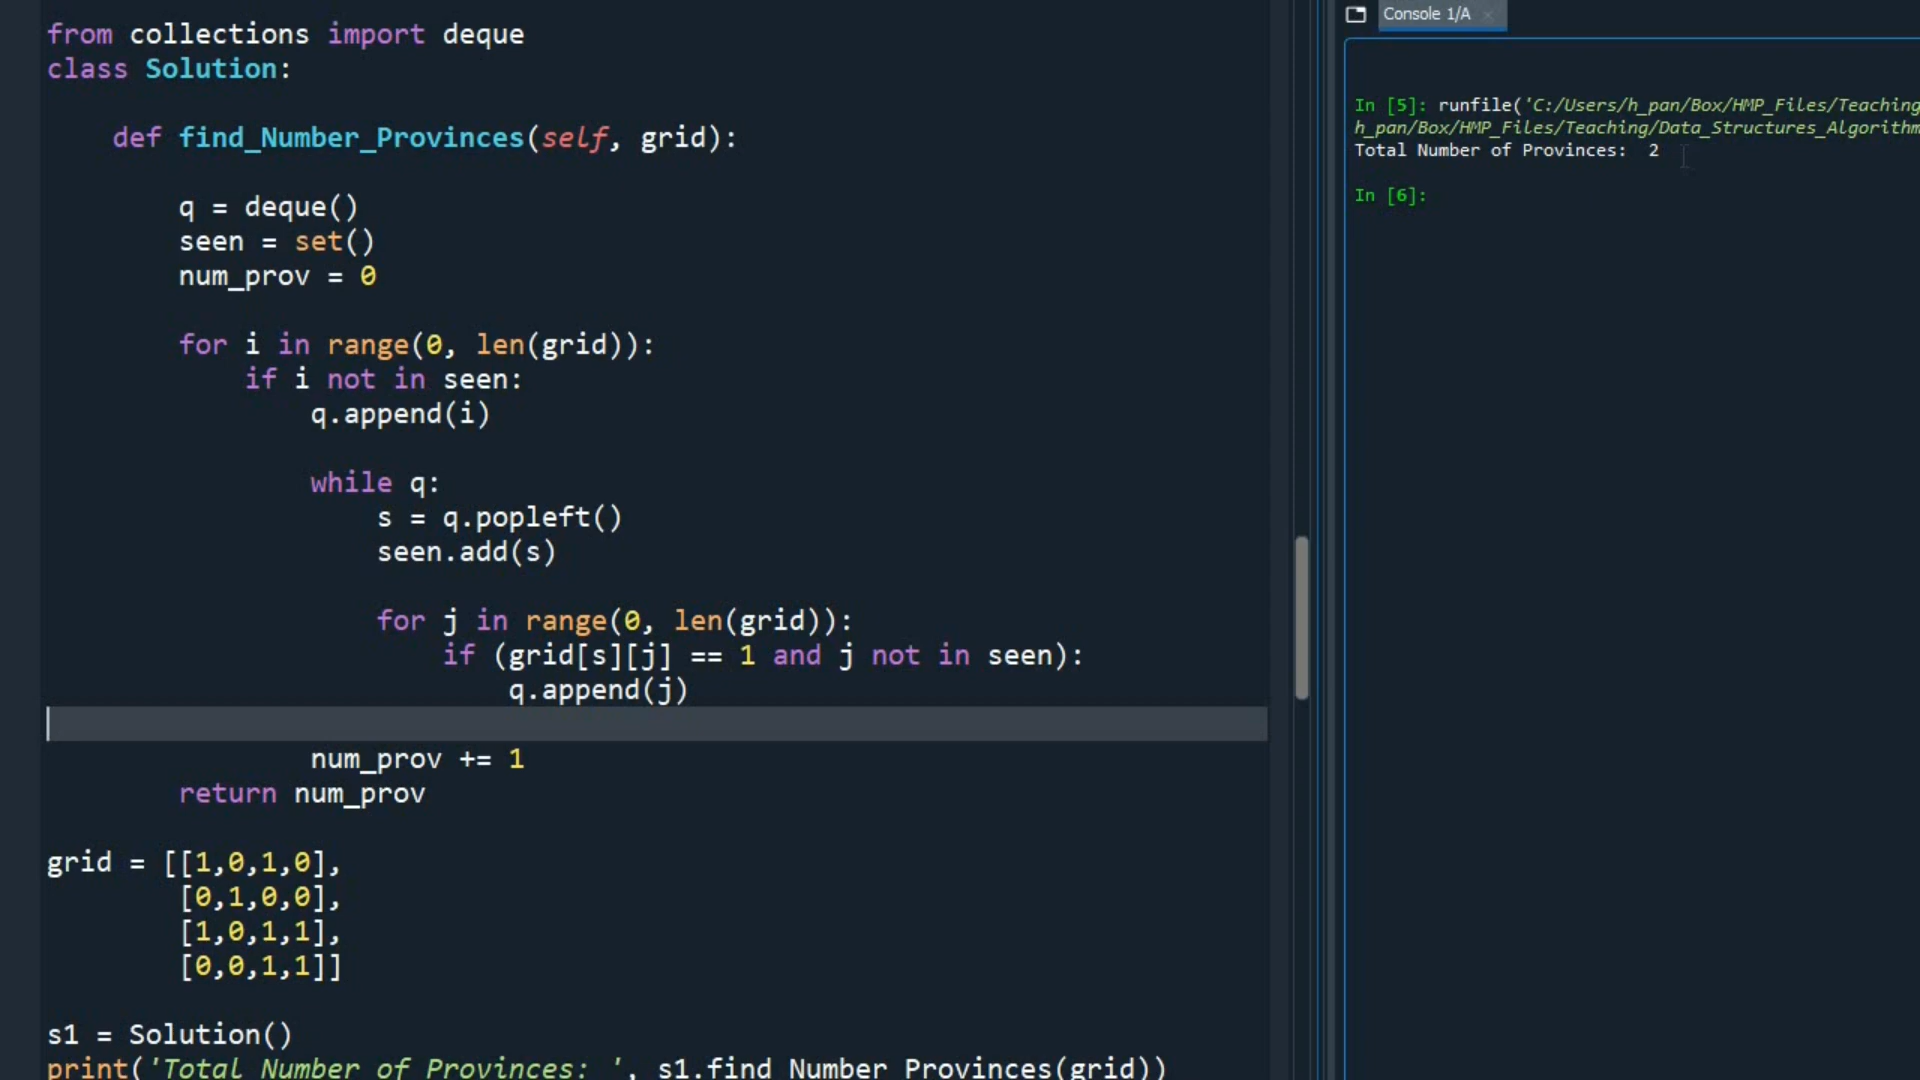 from collections import deque
class Solution:
def find_Number_Provinces(self, grid):
q = deque()
seen = set()
num_prov = 0
for i in range(0, len(grid)):
if i not in seen:
q.append(i)
while q:
s = q.popleft()
seen.add(s)
for j in range(0, len(grid)):
if (grid[s][j] == 1 and j not in seen):
q.append(j)
num_prov += 1
return num_prov
grid = [[1,0,1,0],
[0,1,0,0],
[1,0,1,1],
[0,0,1,1]]
s1 = Solution()
print('Total Number of Provinces: ', s1.find_Number_Provinces(grid))
Console 1/A
In [5]: runfile('C:/Users/h_pan/Box/HMP_Files/Teaching
h_pan/Box/HMP_Files/Teaching/Data_Structures_Algorithm
Total Number of Provinces:  2
In [6]: